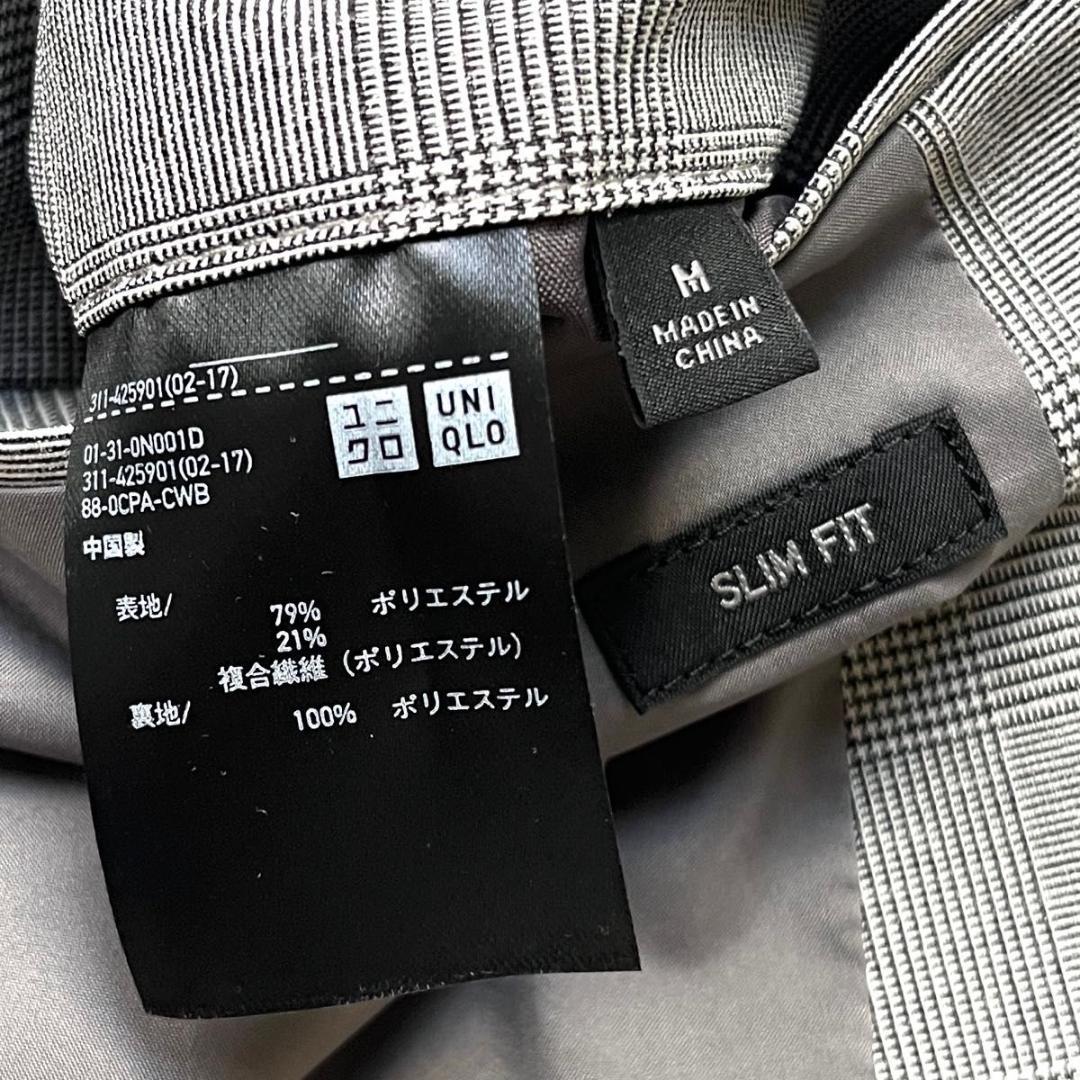 311-425901(02-17)
01-31-0N001D
311-425901(02-17)
88-0CPA-CWB
中国製
ユニ
クロ
UNI
QLO
表地/ 79% ポリエステル
21%
複合繊維 (ポリエステル)
裏地/ 100% ポリエステル
M
MADE IN
CHINA
SLIM FIT